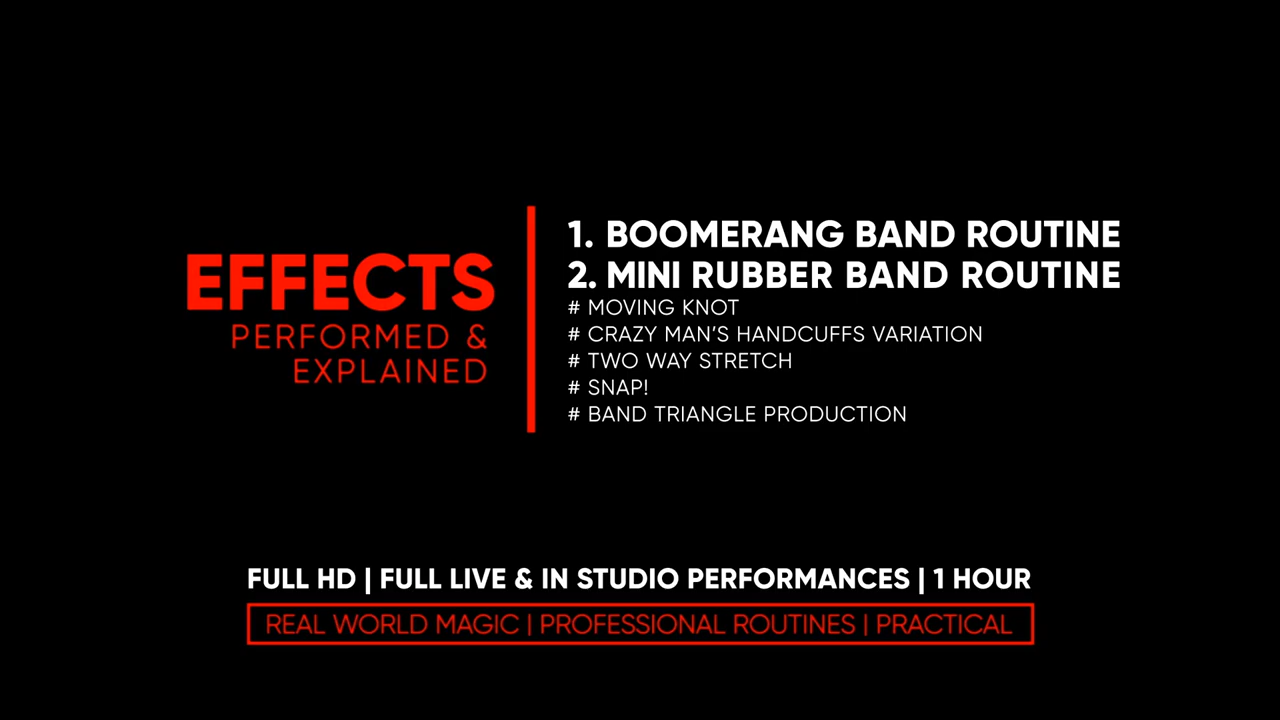 EFFECTS
PERFORMED &
EXPLAINED
1. BOOMERANG BAND ROUTINE
2. MINI RUBBER BAND ROUTINE
# MOVING KNOT
# CRAZY MAN'S HANDCUFFS VARIATION
# TWO WAY STRETCH
# SNAP!
# BAND TRIANGLE PRODUCTION
FULL HD | FULL LIVE & IN STUDIO PERFORMANCES | 1 HOUR
REAL WORLD MAGIC | PROFESSIONAL ROUTINES | PRACTICAL